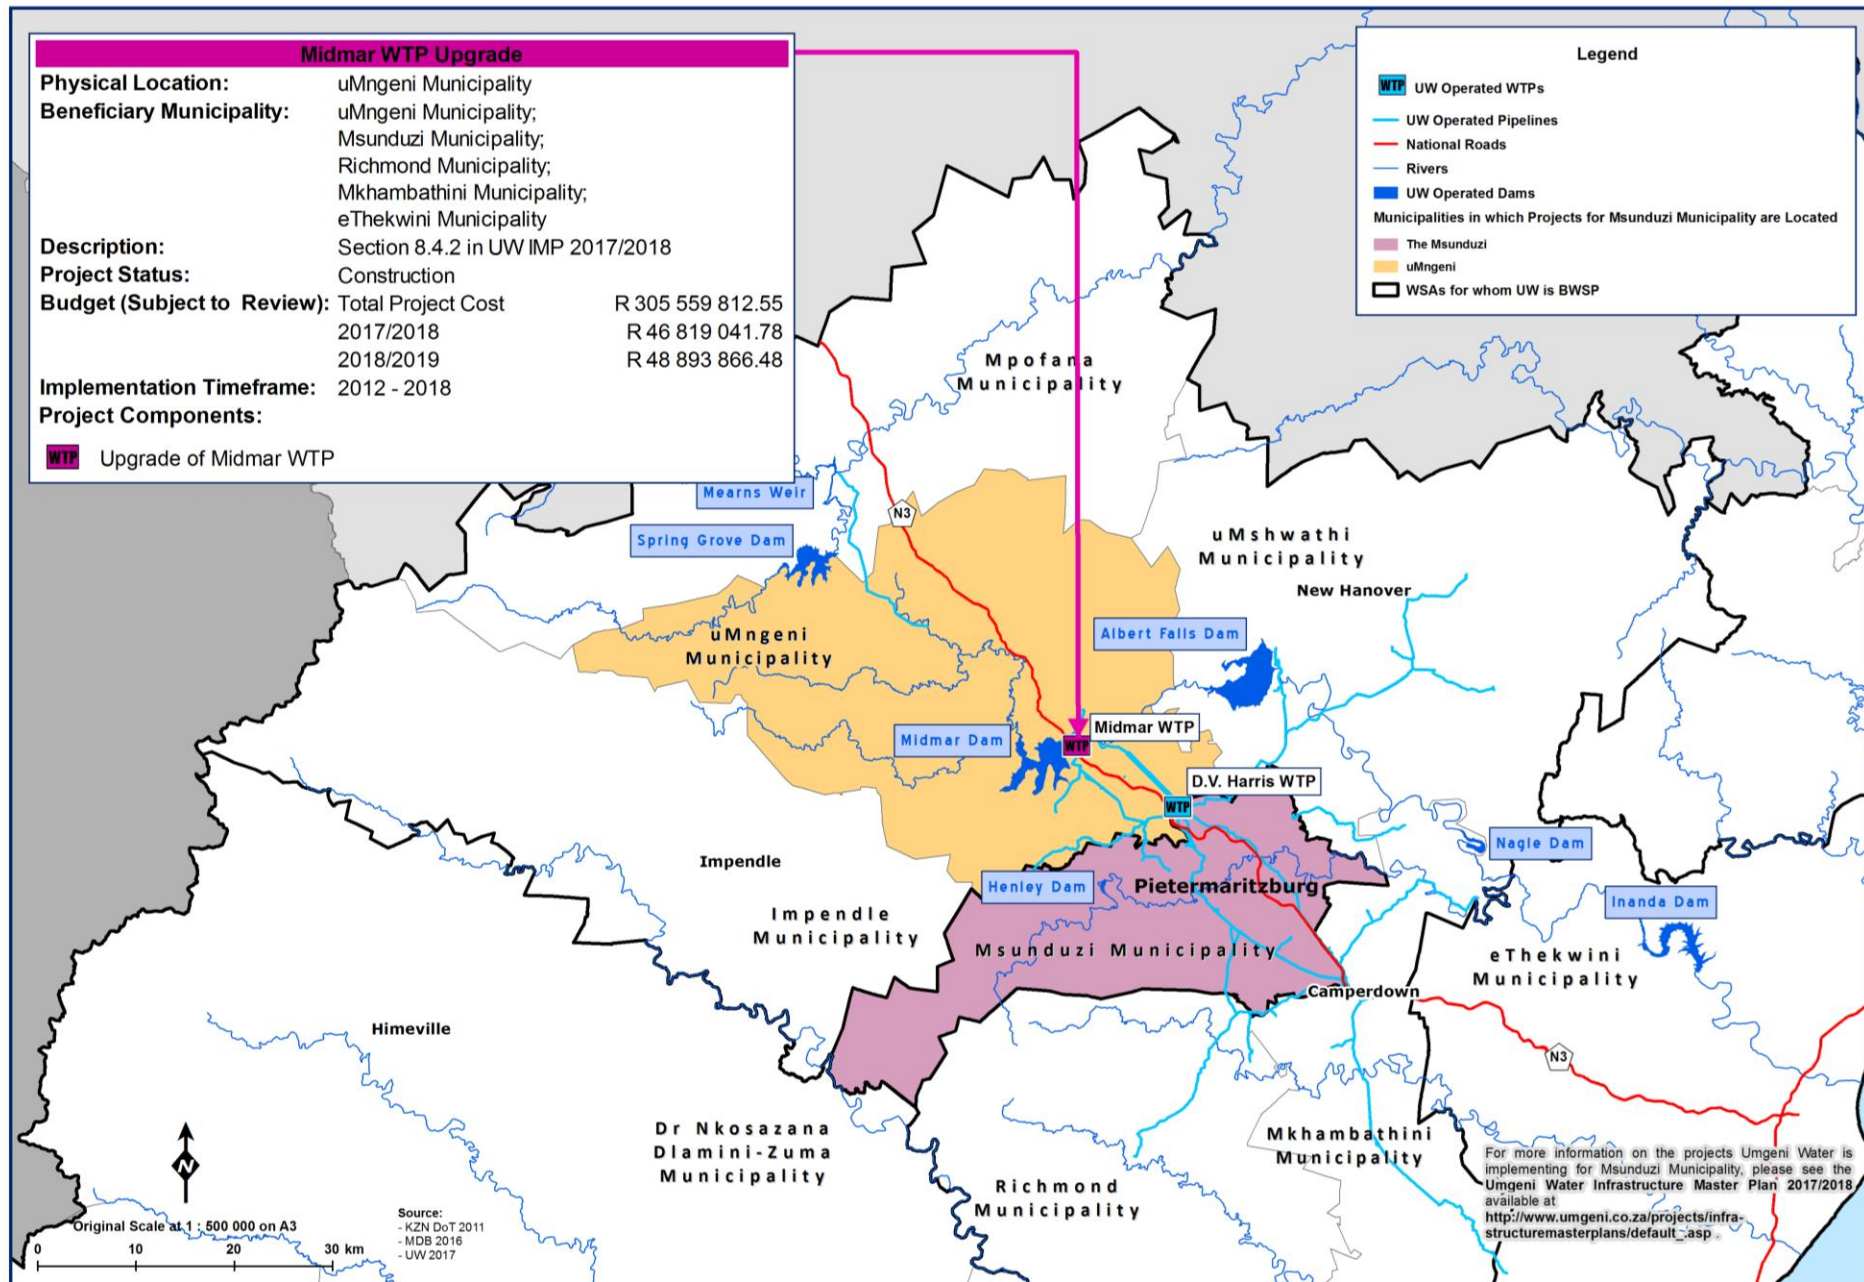 Midmar WTP Upgrade
Physical Location: uMngeni Municipality
Beneficiary Municipality: uMngeni Municipality;
Msunduzi Municipality;
Richmond Municipality;
Mkhambathini Municipality;
eThekwini Municipality
Description: Section 8.4.2 in UW IMP 2017/2018
Project Status: Construction
Budget (Subject to Review): Total Project Cost R 305 559 812.55
2017/2018 R 46 819 041.78
2018/2019 R 48 893 866.48
Implementation Timeframe: 2012 - 2018
Project Components:
WTP Upgrade of Midmar WTP
Legend
WTP UW Operated WTPs
UW Operated Pipelines
National Roads
Rivers
UW Operated Dams
Municipalities in which Projects for Msunduzi Municipality are Located
The Msunduzi
uMngeni
WSAs for whom UW is BWSP
Mpofana
Municipality
Mearns Weir
N3
Spring Grove Dam
uMshwathi
Municipality
New Hanover
uMngeni
Municipality
Albert Falls Dam
Midmar Dam
Midmar WTP
WTP
D.V. Harris WTP
WTP
Nagle Dam
Impendle
Henley Dam
Pietermaritzburg
Inanda Dam
Impendle
Municipality
Msunduzi Municipality
eThekwini
Municipality
Camperdown
Himeville
N3
Dr Nkosazana
Dlamini-Zuma
Municipality
Mkhambathini
Municipality
Richmond
Municipality
For more information on the projects Umgeni Water is
implementing for Msunduzi Municipality, please see the
Umgeni Water Infrastructure Master Plan 2017/2018
available at
http://www.umgeni.co.za/projects/infra-
structuremasterplans/default_.asp .
N
Original Scale at 1 : 500 000 on A3
0 10 20 30 km
Source:
- KZN DoT 2011
- MDB 2016
- UW 2017